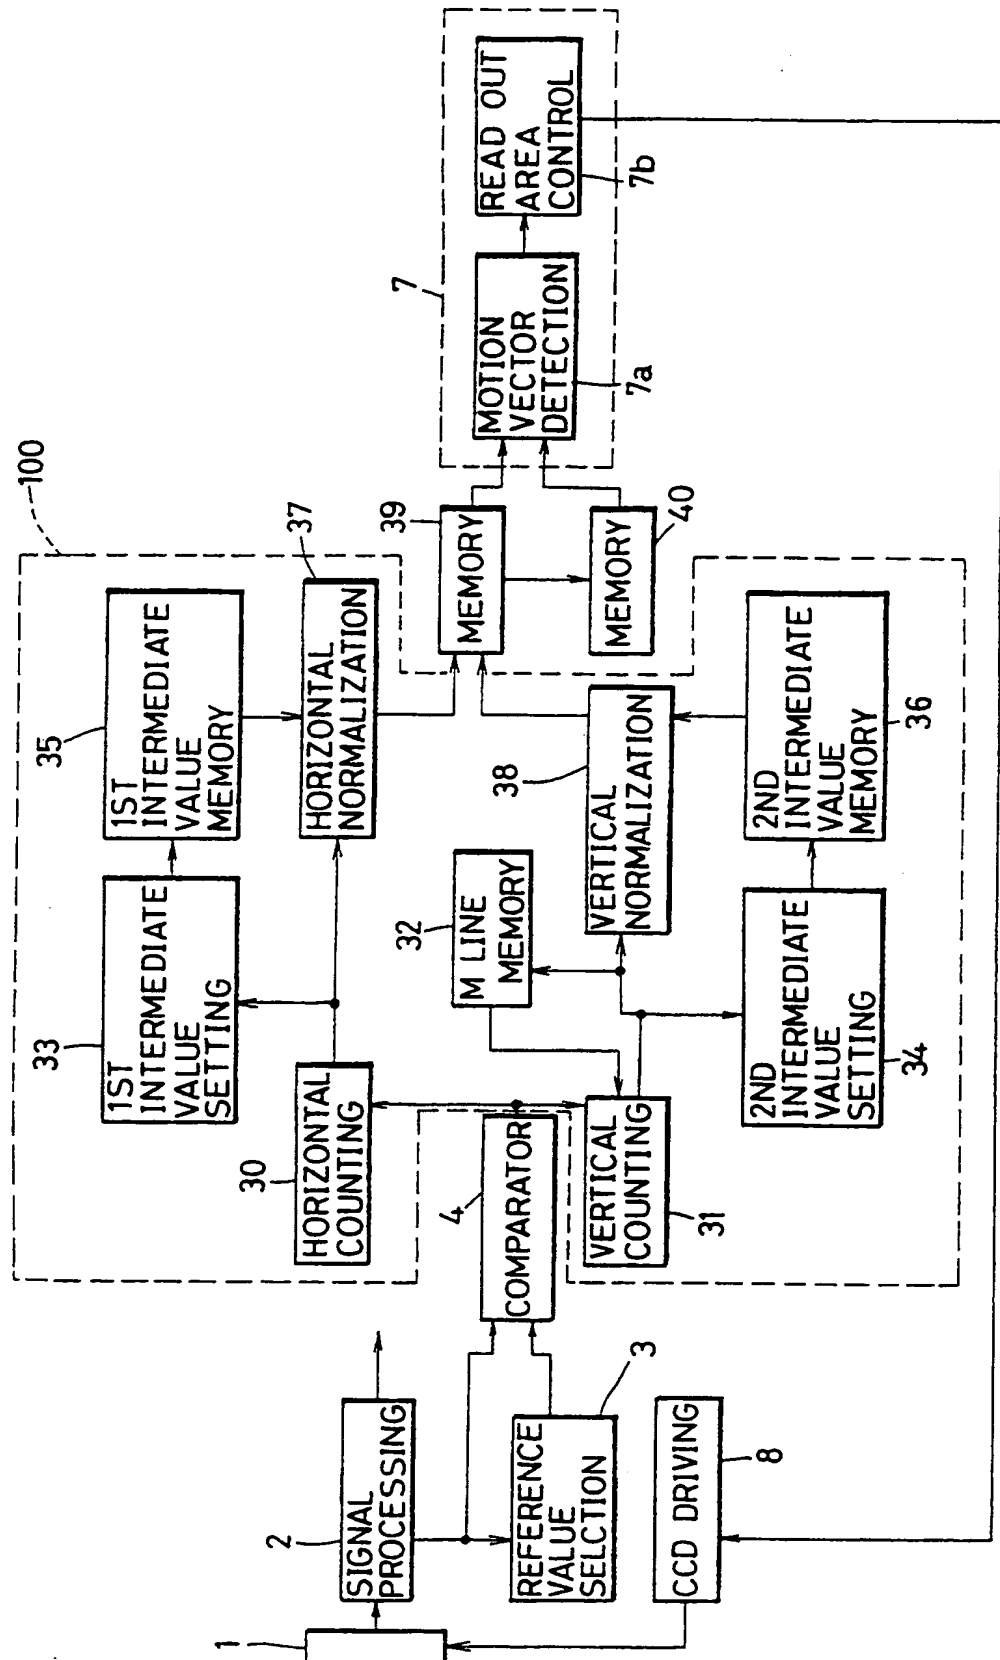 100
35
1ST
INTERMEDIATE
VALUE
MEMORY
33
1ST
INTERMEDIATE
VALUE
SETTING
37
HORIZONTAL
NORMALIZATION
30
HORIZONTAL
COUNTING
39
MEMORY
7
MOTION
VECTOR
DETECTION
7a
READ OUT
AREA
CONTROL
7b
32
M LINE
MEMORY
4
COMPARATOR
2
SIGNAL
PROCESSING
1
REFERENCE
VALUE
SELCTION
3
38
VERTICAL
NORMALIZATION
MEMORY
40
VERTICAL
COUNTING
31
CCD DRIVING
8
2ND
INTERMEDIATE
VALUE
SETTING
34
2ND
INTERMEDIATE
VALUE
MEMORY
36